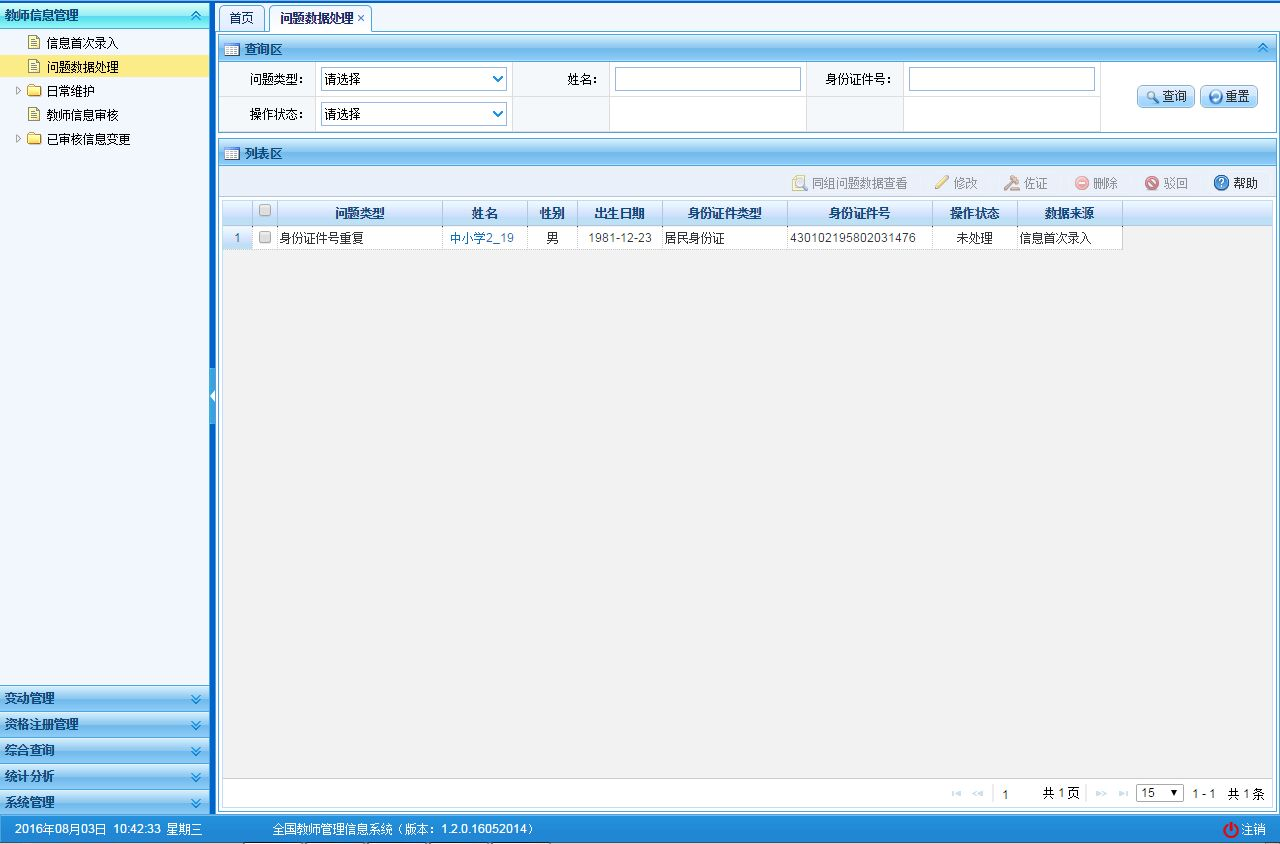 教师信息管理
信息首次录入
问题数据处理
日常维护
教师信息审核
已审核信息变更
变动管理
资格注册管理
综合查询
统计分析
系统管理
首页 问题数据处理 ×
查询区
问题类型： 请选择 姓名： 身份证件号：
操作状态： 请选择
查询 重置
列表区
同组问题数据查看 修改 佐证 删除 驳回 帮助
问题类型 姓名 性别 出生日期 身份证件类型 身份证件号 操作状态 数据来源
1 身份证件号重复 中小学2_19 男 1981-12-23 居民身份证 430102195802031476 未处理 信息首次录入
1 共 1 页 15 1 - 1 共 1 条
2016年08月03日 10:42:33 星期三 全国教师管理信息系统（版本：1.2.0.16052014） 注销